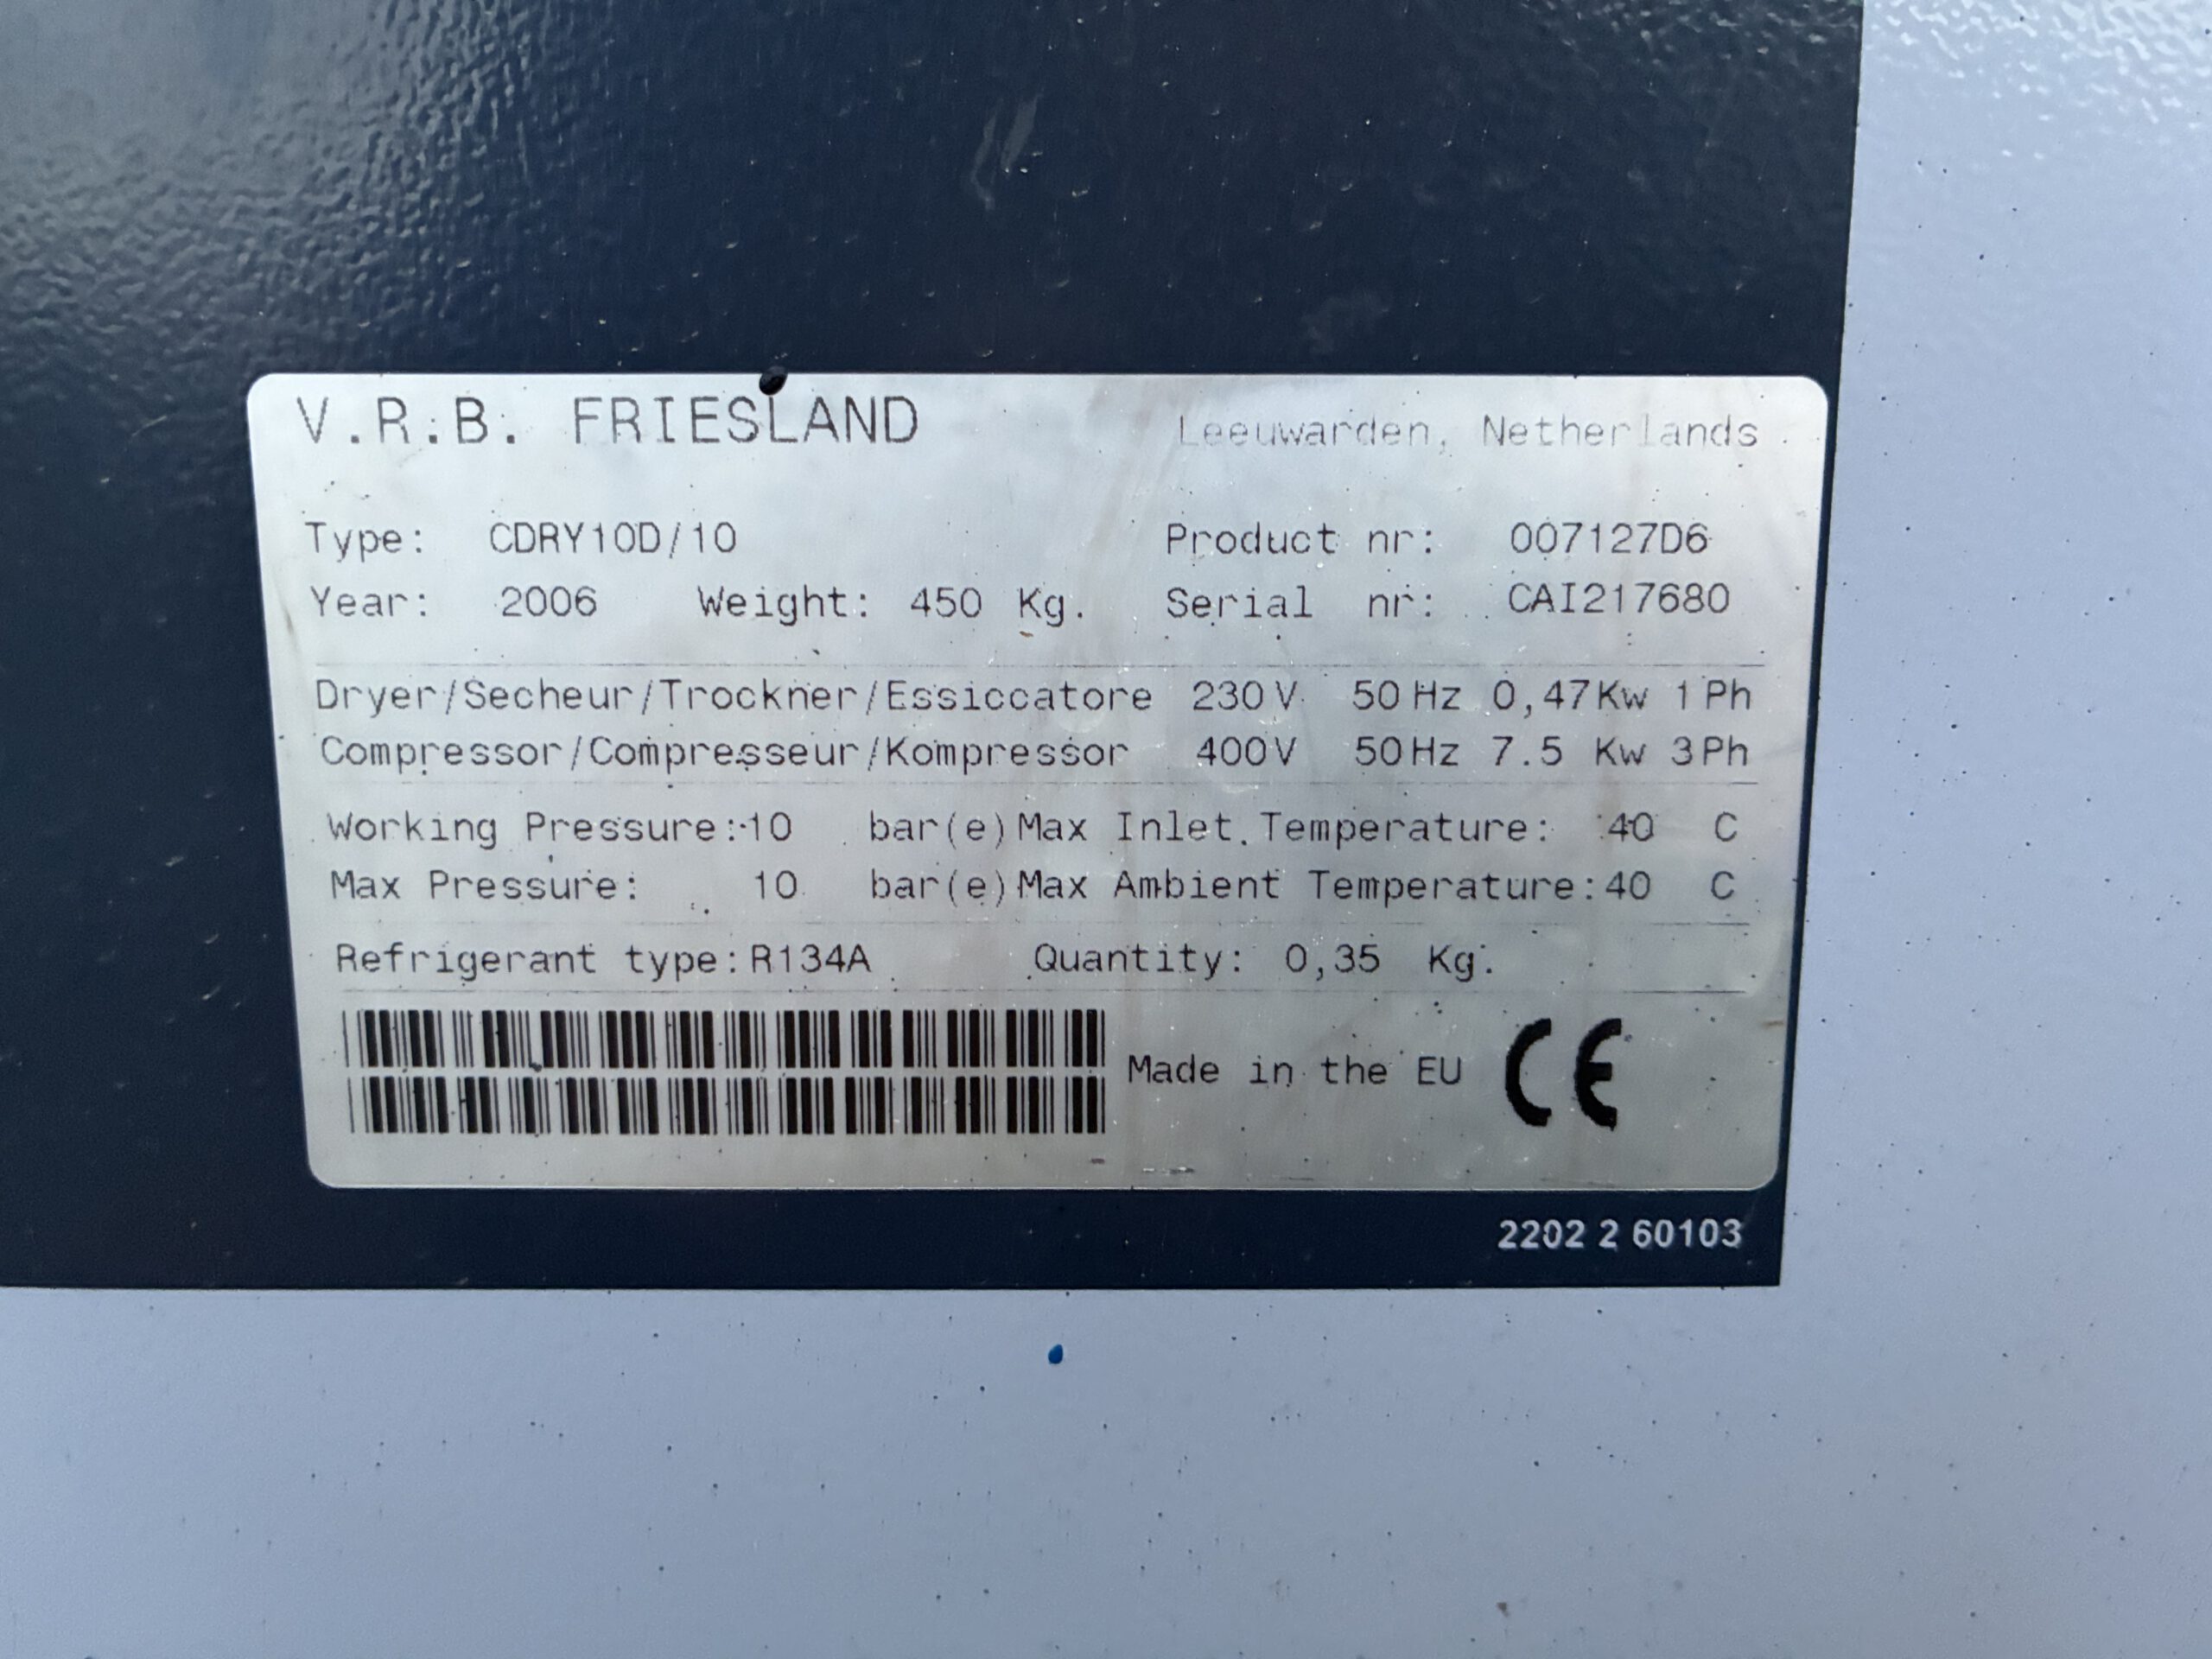 V.R.B. FRIESLAND Leeuwarden, Netherlands
Type: CDRY10D/10 Product nr: 007127D6
Year: 2006 Weight: 450 Kg. Serial nr: CAI217680
Dryer/Secheur/Trockner/Essiccatore 230V 50Hz 0,47Kw 1Ph
Compressor/Compresseur/Kompressor 400V 50Hz 7.5 Kw 3Ph
Working Pressure: 10 bar(e) Max Inlet Temperature: 40 C
Max Pressure: 10 bar(e) Max Ambient Temperature: 40 C
Refrigerant type: R134A Quantity: 0,35 Kg.
Made in the EU CE
2202 2 60103